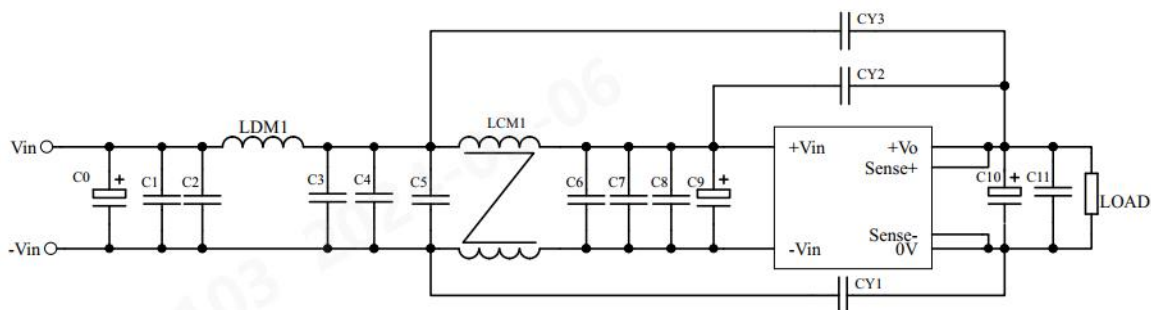 CY3
CY2
Vin
LDM1
LCM1
C0 +
C1
C2
C3
C4
C5
C6
C7
C8
C9 +
+Vin
+Vo
Sense+
C10 +
C11
LOAD
-Vin
-Vin
Sense-
0V
CY1